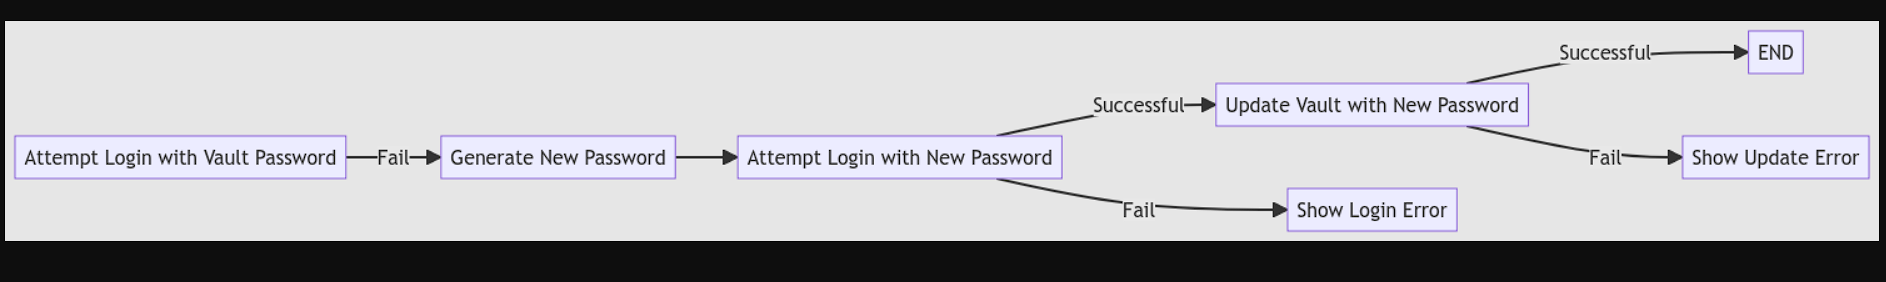 Attempt Login with Vault Password
Fail
Generate New Password
Attempt Login with New Password
Successful
Update Vault with New Password
Successful
END
Fail
Show Update Error
Fail
Show Login Error